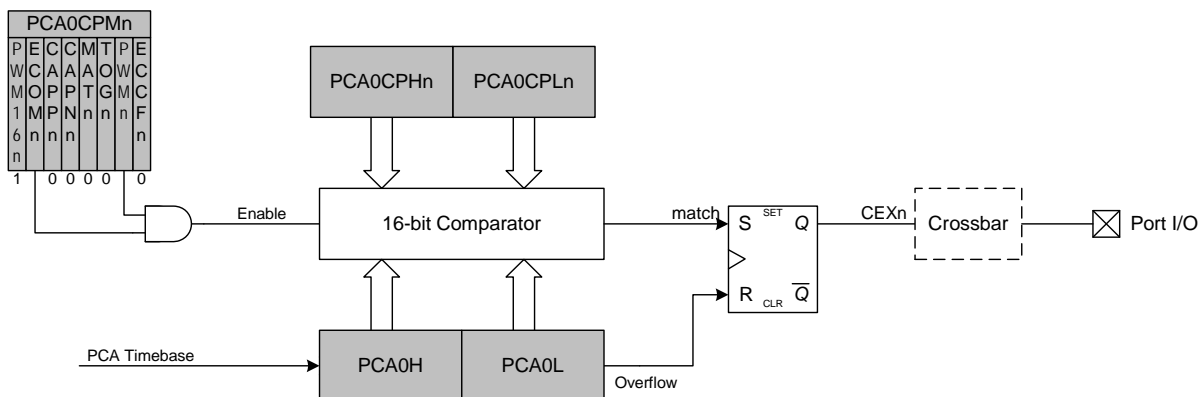 PCA0CPMn
PWM16n
ECOMn
CAPPn
CAPNn
MATn
TOGn
PWMn
ECCFn
1 0 0 0 0 0
PCA0CPHn PCA0CPLn
Enable
16-bit Comparator
match
S SET Q
R CLR Q
CEXn
Crossbar
Port I/O
PCA Timebase
PCA0H PCA0L
Overflow